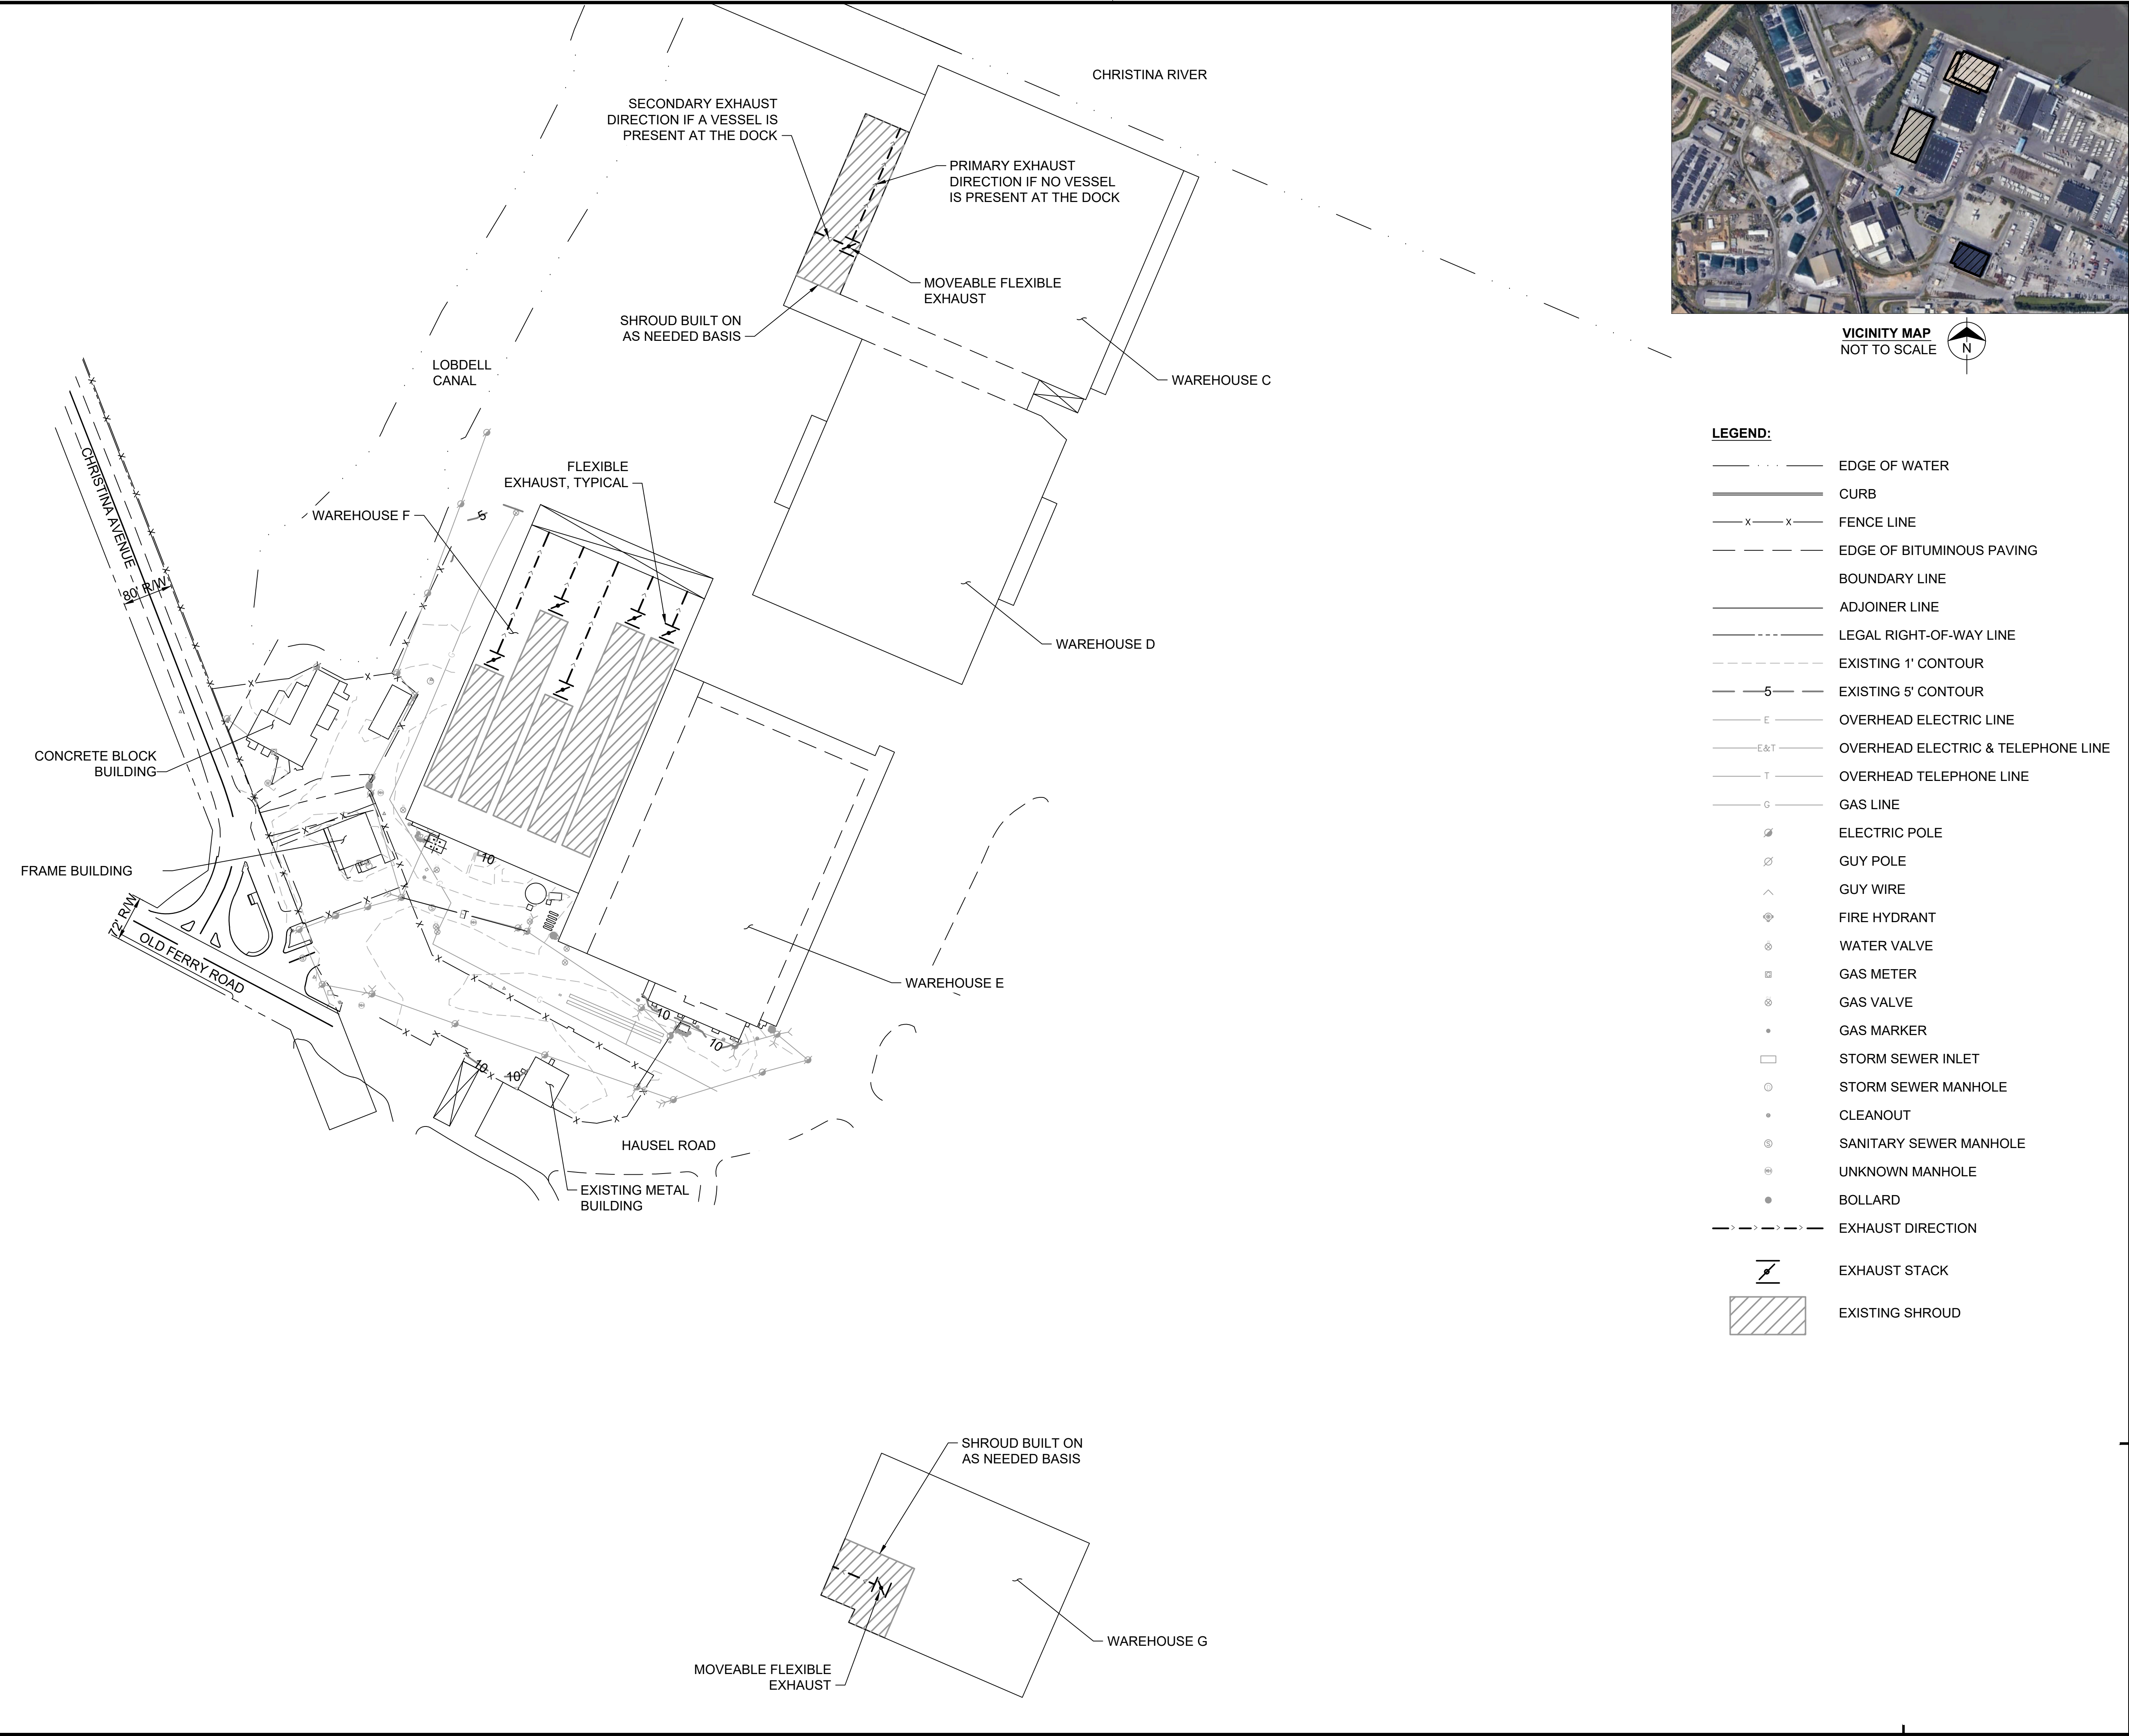 CHRISTINA RIVER
SECONDARY EXHAUST
DIRECTION IF A VESSEL IS
PRESENT AT THE DOCK
PRIMARY EXHAUST
DIRECTION IF NO VESSEL
IS PRESENT AT THE DOCK
MOVEABLE FLEXIBLE
EXHAUST
SHROUD BUILT ON
AS NEEDED BASIS
WAREHOUSE C
LOBDELL
CANAL
FLEXIBLE
EXHAUST, TYPICAL
WAREHOUSE F
5
CHRISTINA AVENUE
80' R/W
WAREHOUSE D
CONCRETE BLOCK
BUILDING
FRAME BUILDING
10
72' R/W
OLD FERRY ROAD
T
WAREHOUSE E
10
10
10
10
HAUSEL ROAD
EXISTING METAL
BUILDING
SHROUD BUILT ON
AS NEEDED BASIS
WAREHOUSE G
MOVEABLE FLEXIBLE
EXHAUST
VICINITY MAP
NOT TO SCALE
N
LEGEND:
EDGE OF WATER
CURB
X X FENCE LINE
EDGE OF BITUMINOUS PAVING
BOUNDARY LINE
ADJOINER LINE
LEGAL RIGHT-OF-WAY LINE
EXISTING 1' CONTOUR
5 EXISTING 5' CONTOUR
E OVERHEAD ELECTRIC LINE
E&T OVERHEAD ELECTRIC & TELEPHONE LINE
T OVERHEAD TELEPHONE LINE
G GAS LINE
ELECTRIC POLE
GUY POLE
GUY WIRE
FIRE HYDRANT
WATER VALVE
GAS METER
GAS VALVE
GAS MARKER
STORM SEWER INLET
STORM SEWER MANHOLE
CLEANOUT
S SANITARY SEWER MANHOLE
UNKNOWN MANHOLE
BOLLARD
EXHAUST DIRECTION
EXHAUST STACK
EXISTING SHROUD